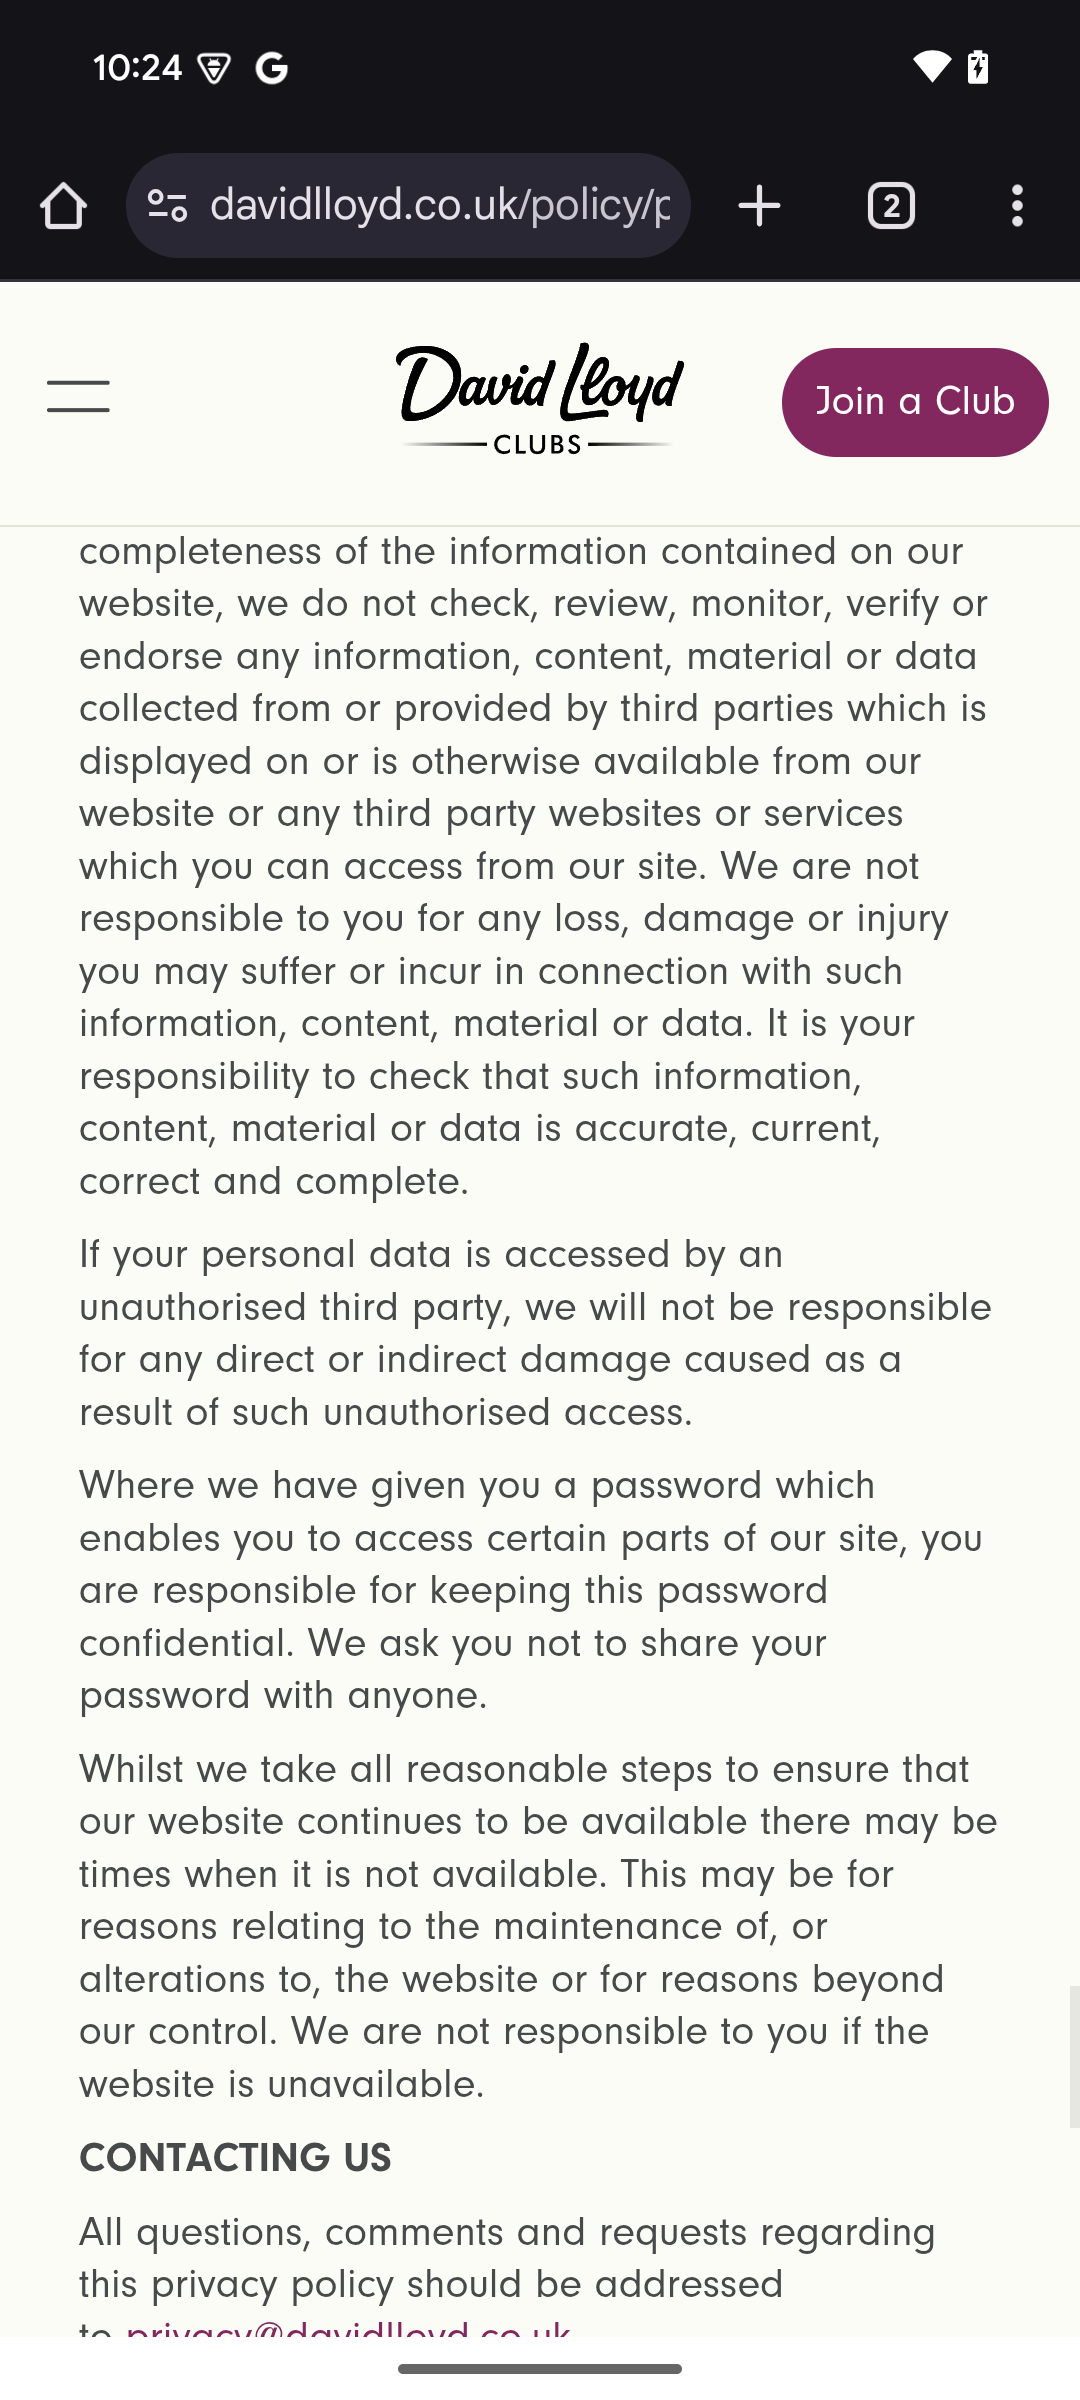 10:24
davidlloyd.co.uk/policy/p
2
David Lloyd
CLUBS
Join a Club
completeness of the information contained on our
website, we do not check, review, monitor, verify or
endorse any information, content, material or data
collected from or provided by third parties which is
displayed on or is otherwise available from our
website or any third party websites or services
which you can access from our site. We are not
responsible to you for any loss, damage or injury
you may suffer or incur in connection with such
information, content, material or data. It is your
responsibility to check that such information,
content, material or data is accurate, current,
correct and complete.
If your personal data is accessed by an
unauthorised third party, we will not be responsible
for any direct or indirect damage caused as a
result of such unauthorised access.
Where we have given you a password which
enables you to access certain parts of our site, you
are responsible for keeping this password
confidential. We ask you not to share your
password with anyone.
Whilst we take all reasonable steps to ensure that
our website continues to be available there may be
times when it is not available. This may be for
reasons relating to the maintenance of, or
alterations to, the website or for reasons beyond
our control. We are not responsible to you if the
website is unavailable.
CONTACTING US
All questions, comments and requests regarding
this privacy policy should be addressed
to privacy@davidlloyd.co.uk